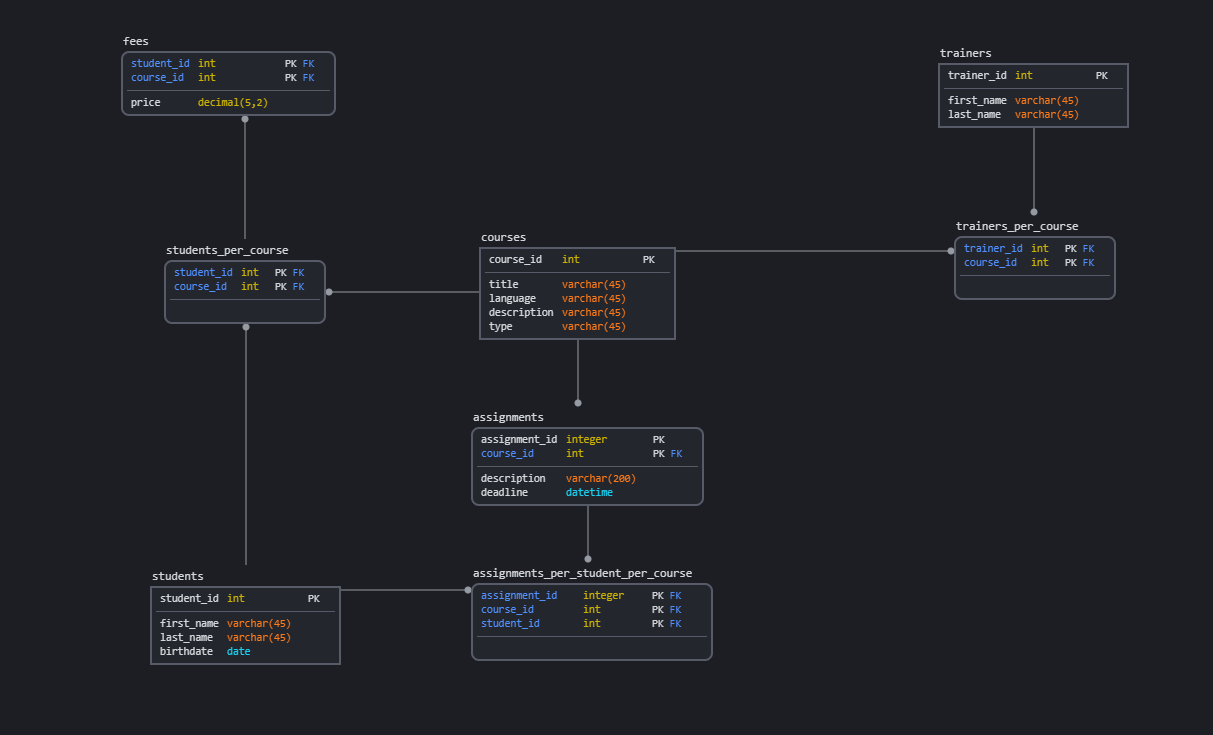 fees
student_id int PK FK
course_id int PK FK
price decimal(5,2)
trainers
trainer_id int PK
first_name varchar(45)
last_name varchar(45)
students_per_course
student_id int PK FK
course_id int PK FK
courses
course_id int PK
title varchar(45)
language varchar(45)
description varchar(45)
type varchar(45)
trainers_per_course
trainer_id int PK FK
course_id int PK FK
assignments
assignment_id integer PK
course_id int PK FK
description varchar(200)
deadline datetime
students
student_id int PK
first_name varchar(45)
last_name varchar(45)
birthdate date
assignments_per_student_per_course
assignment_id integer PK FK
course_id int PK FK
student_id int PK FK